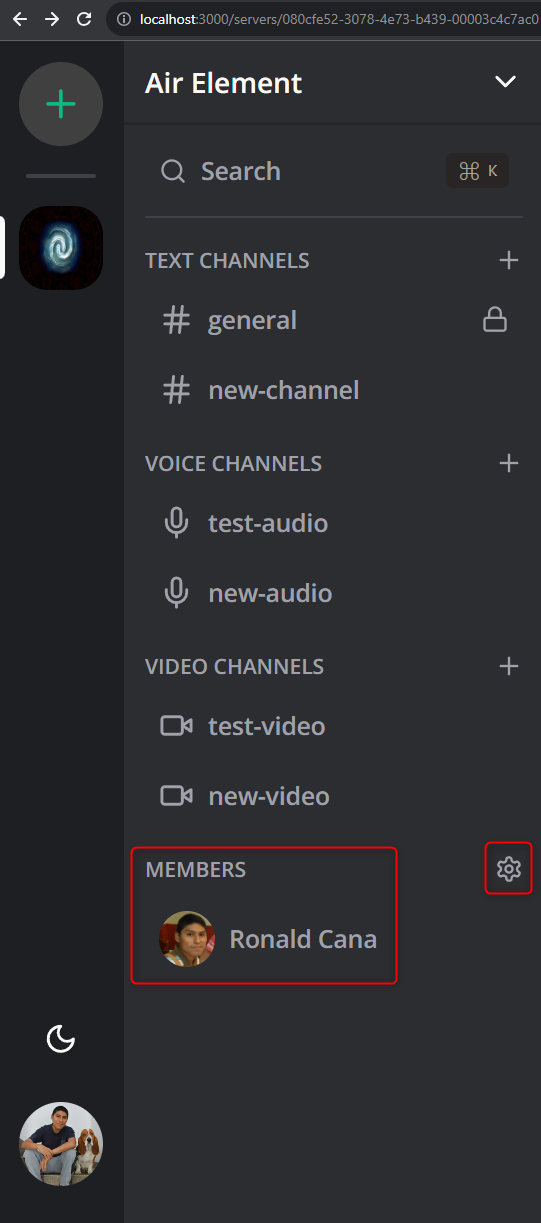 localhost:3000/servers/080cfe52-3078-4e73-b439-00003c4c7ac0
Air Element
Search
⌘ K
TEXT CHANNELS
general
new-channel
VOICE CHANNELS
test-audio
new-audio
VIDEO CHANNELS
test-video
new-video
MEMBERS
Ronald Cana